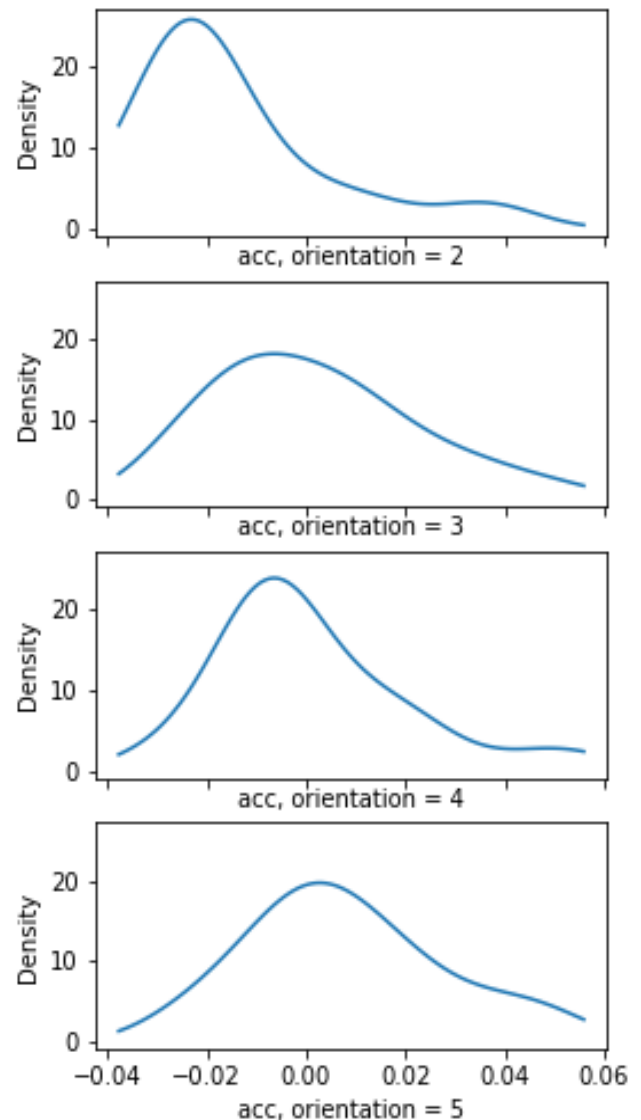 Density
20
10
0
acc, orientation = 2
Density
20
10
0
acc, orientation = 3
Density
20
10
0
acc, orientation = 4
Density
20
10
0
−0.04 −0.02 0.00 0.02 0.04 0.06
acc, orientation = 5